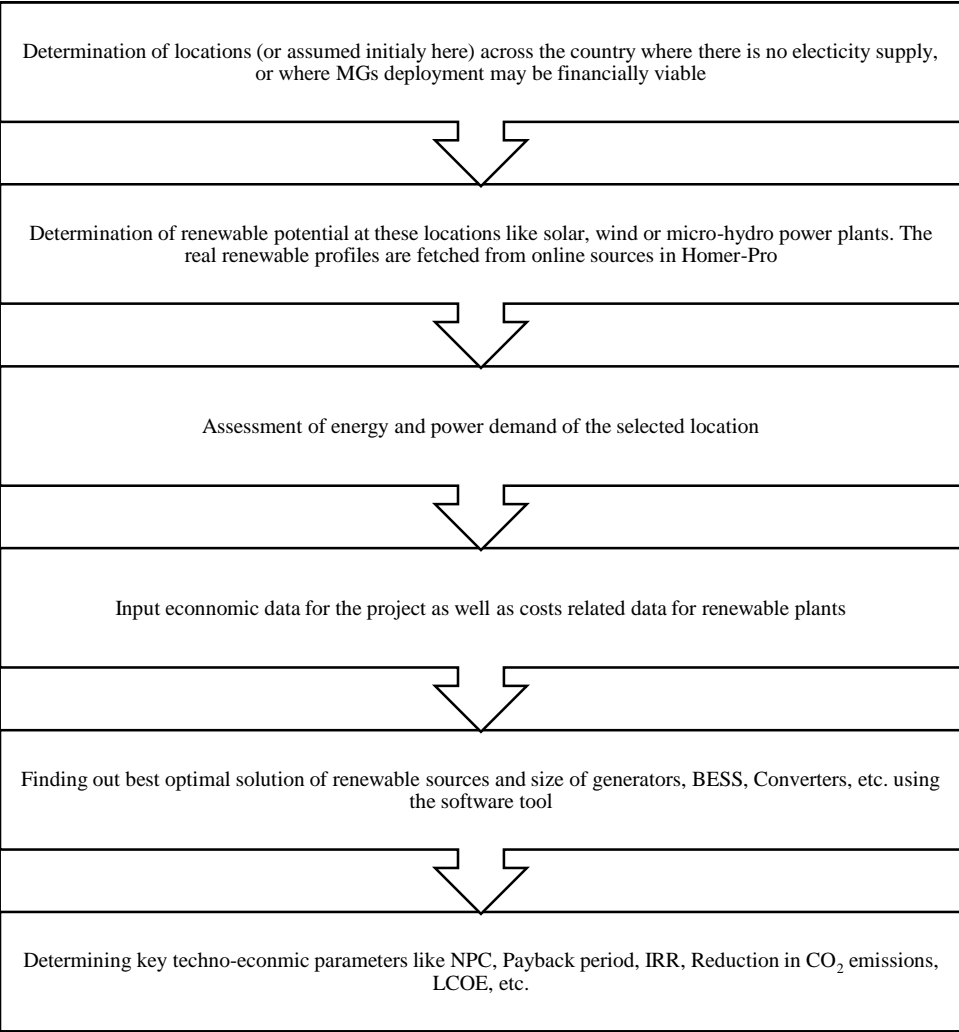 Determination of locations (or assumed initialy here) across the country where there is no electicity supply,
or where MGs deployment may be financially viable
Determination of renewable potential at these locations like solar, wind or micro-hydro power plants. The
real renewable profiles are fetched from online sources in Homer-Pro
Assessment of energy and power demand of the selected location
Input econnomic data for the project as well as costs related data for renewable plants
Finding out best optimal solution of renewable sources and size of generators, BESS, Converters, etc. using
the software tool
Determining key techno-econmic parameters like NPC, Payback period, IRR, Reduction in CO₂ emissions,
LCOE, etc.